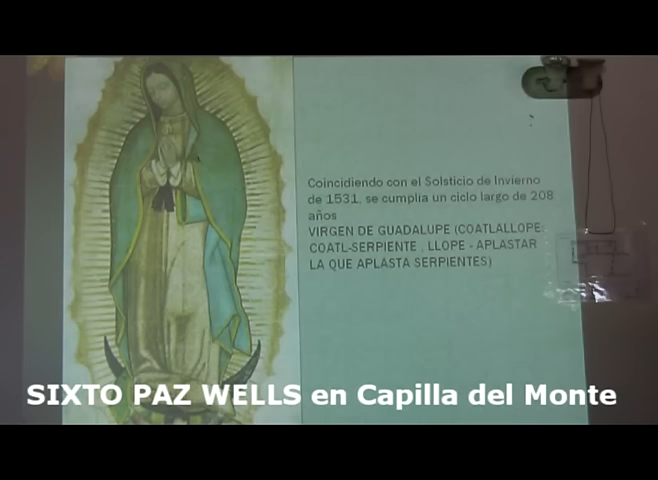 Coincidiendo con el Solsticio de Invierno
de 1531, se cumplia un ciclo largo de 208
años
VIRGEN DE GUADALUPE (COATLALLOPE:
COATL-SERPIENTE , LLOPE - APLASTAR
LA QUE APLASTA SERPIENTES)
SIXTO PAZ WELLS en Capilla del Monte